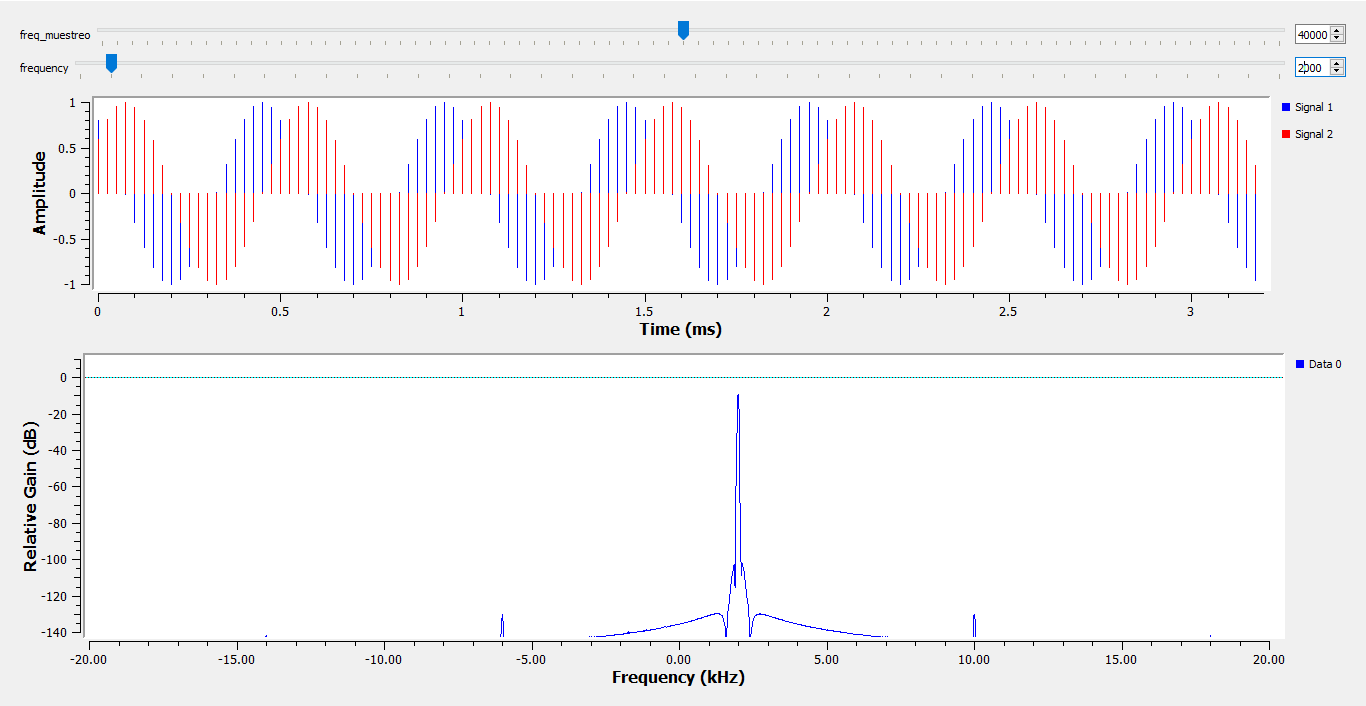 freq_muestreo 40000
frequency 2000
Amplitude
1
0.5
0
-0.5
-1
0 0.5 1 1.5 2 2.5 3
Time (ms)
Signal 1
Signal 2
Relative Gain (dB)
0
-20
-40
-60
-80
-100
-120
-140
-20.00 -15.00 -10.00 -5.00 0.00 5.00 10.00 15.00 20.00
Frequency (kHz)
Data 0